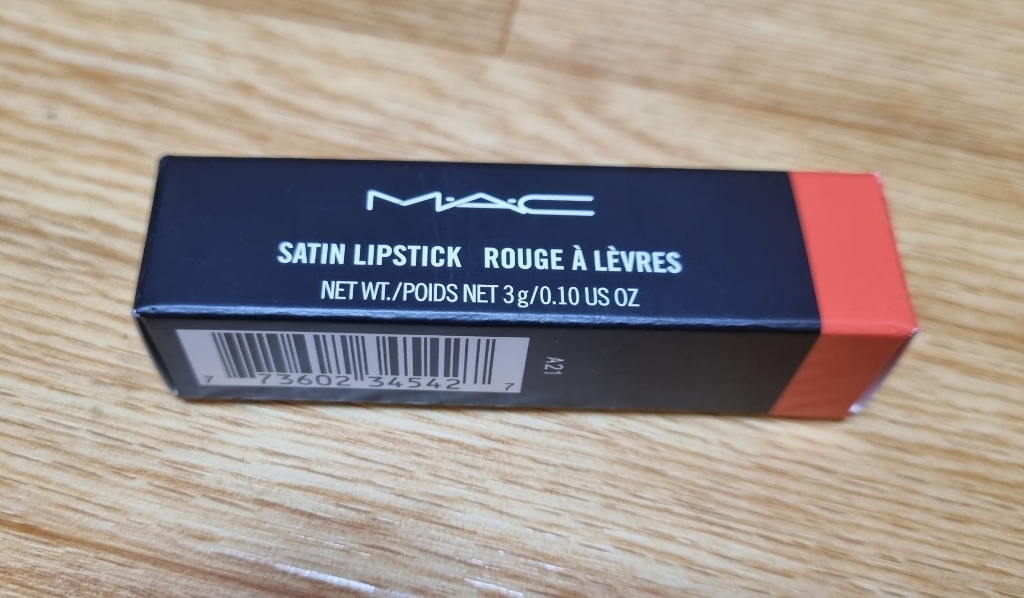 M·A·C
SATIN LIPSTICK ROUGE À LÈVRES
NET WT./POIDS NET 3 g/0.10 US OZ
7 73602 34542 7
A21